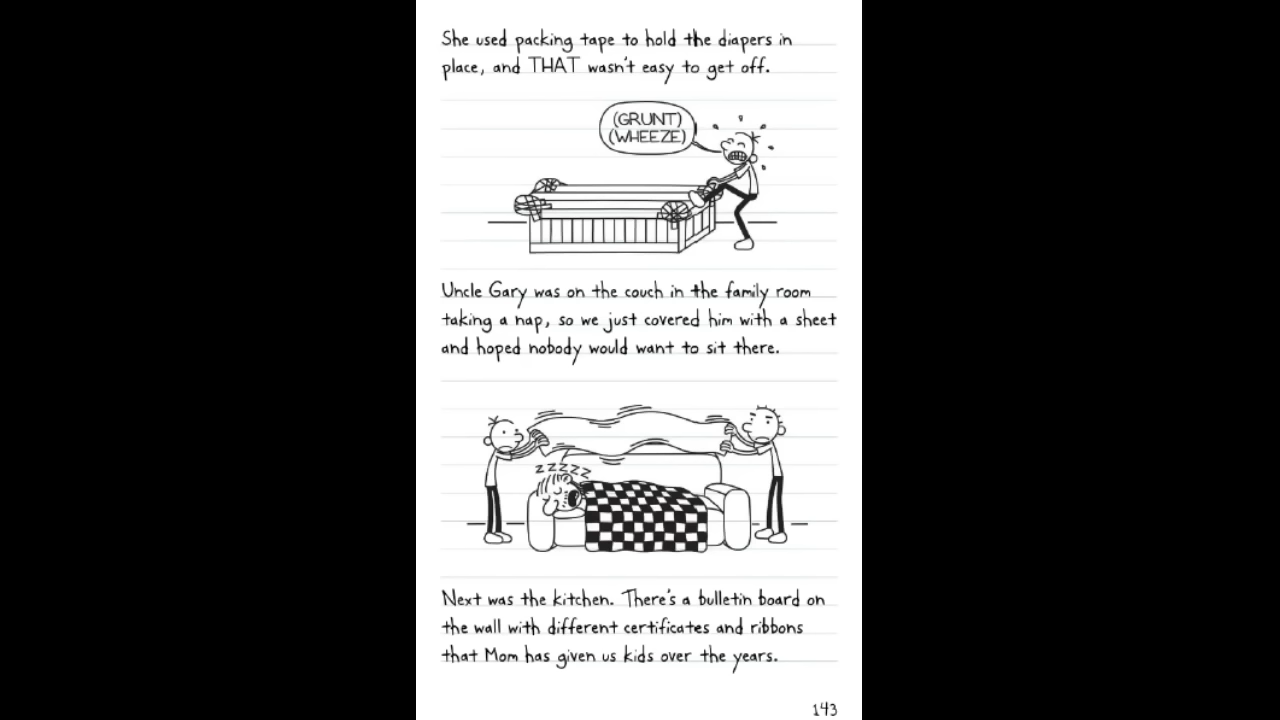 She used packing tape to hold the diapers in
place, and THAT wasn't easy to get off.
(GRUNT)
(WHEEZE)
Uncle Gary was on the couch in the family room
taking a nap, so we just covered him with a sheet
and hoped nobody would want to sit there.
ZZZZZ
Next was the kitchen. There's a bulletin board on
the wall with different certificates and ribbons
that Mom has given us kids over the years.
143